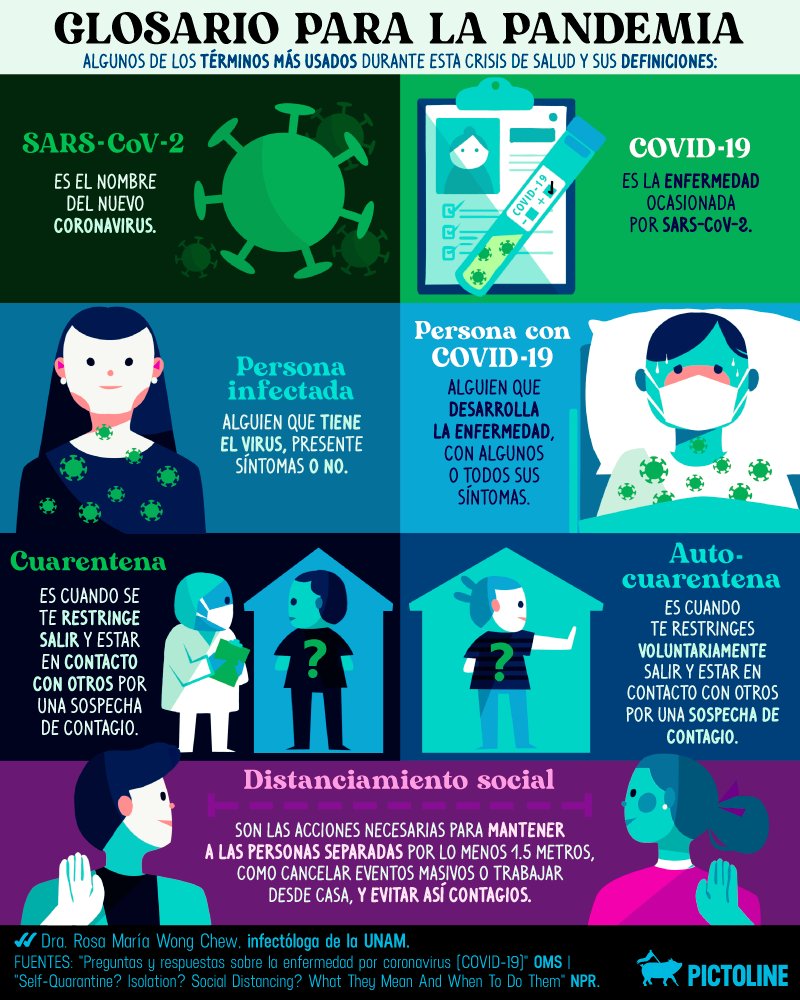 GLOSARIO PARA LA PANDEMIA
ALGUNOS DE LOS TÉRMINOS MÁS USADOS DURANTE ESTA CRISIS DE SALUD Y SUS DEFINICIONES:
SARS-CoV-2
ES EL NOMBRE
DEL NUEVO
CORONAVIRUS.
COVID-19
- +
COVID-19
ES LA ENFERMEDAD
OCASIONADA
POR SARS-CoV-2.
Persona
infectada
ALGUIEN QUE TIENE
EL VIRUS, PRESENTE
SÍNTOMAS O NO.
Persona con
COVID-19
ALGUIEN QUE
DESARROLLA
LA ENFERMEDAD,
CON ALGUNOS
O TODOS SUS
SÍNTOMAS.
Cuarentena
ES CUANDO SE
TE RESTRINGE
SALIR Y ESTAR
EN CONTACTO
CON OTROS POR
UNA SOSPECHA
DE CONTAGIO.
?
?
Auto-
cuarentena
ES CUANDO
TE RESTRINGES
VOLUNTARIAMENTE
SALIR Y ESTAR EN
CONTACTO CON OTROS
POR UNA SOSPECHA DE
CONTAGIO.
Distanciamiento social
SON LAS ACCIONES NECESARIAS PARA MANTENER
A LAS PERSONAS SEPARADAS POR LO MENOS 1.5 METROS,
COMO CANCELAR EVENTOS MASIVOS O TRABAJAR
DESDE CASA, Y EVITAR ASÍ CONTAGIOS.
Dra. Rosa María Wong Chew, infectóloga de la UNAM.
FUENTES: "Preguntas y respuestas sobre la enfermedad por coronavirus (COVID-19)" OMS |
"Self-Quarantine? Isolation? Social Distancing? What They Mean And When To Do Them" NPR.
PICTOLINE